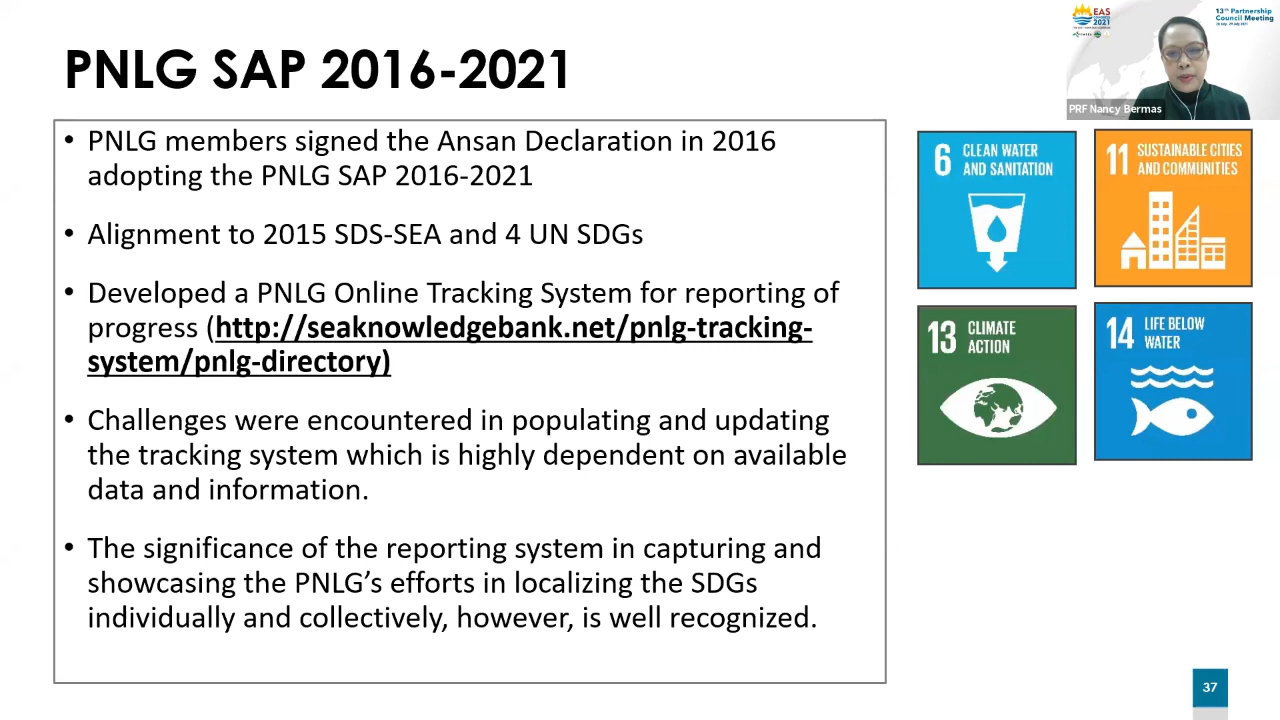 PNLG SAP 2016-2021
• PNLG members signed the Ansan Declaration in 2016
adopting the PNLG SAP 2016-2021
• Alignment to 2015 SDS-SEA and 4 UN SDGs
• Developed a PNLG Online Tracking System for reporting of
progress (http://seaknowledgebank.net/pnlg-tracking-
system/pnlg-directory)
• Challenges were encountered in populating and updating
the tracking system which is highly dependent on available
data and information.
• The significance of the reporting system in capturing and
showcasing the PNLG’s efforts in localizing the SDGs
individually and collectively, however, is well recognized.
EAS
2021
13th Partnership
Council Meeting
PRF Nancy Bermas
6 CLEAN WATER
AND SANITATION
11 SUSTAINABLE CITIES
AND COMMUNITIES
13 CLIMATE
ACTION
14 LIFE BELOW
WATER
37